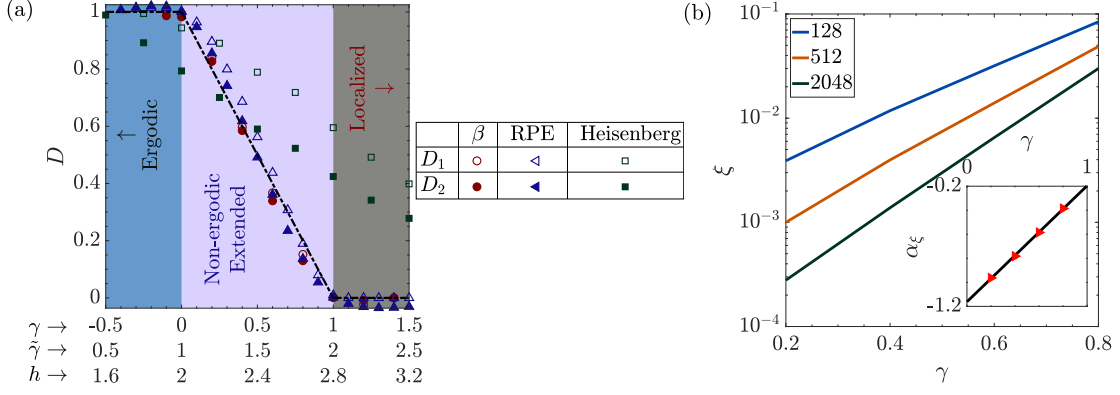 (a)
1
0.8
0.6
0.4
0.2
0
D
← Ergodic
Non-ergodic
Extended
Localized →
γ → -0.5 0 0.5 1 1.5
γ̃ → 0.5 1 1.5 2 2.5
h → 1.6 2 2.4 2.8 3.2
β RPE Heisenberg
D₁
D₂
(b)
128
512
2048
10⁻¹
10⁻²
10⁻³
10⁻⁴
ξ
0.2 0.4 0.6 0.8
γ
γ
0 1
-0.2
-1.2
α_ξ